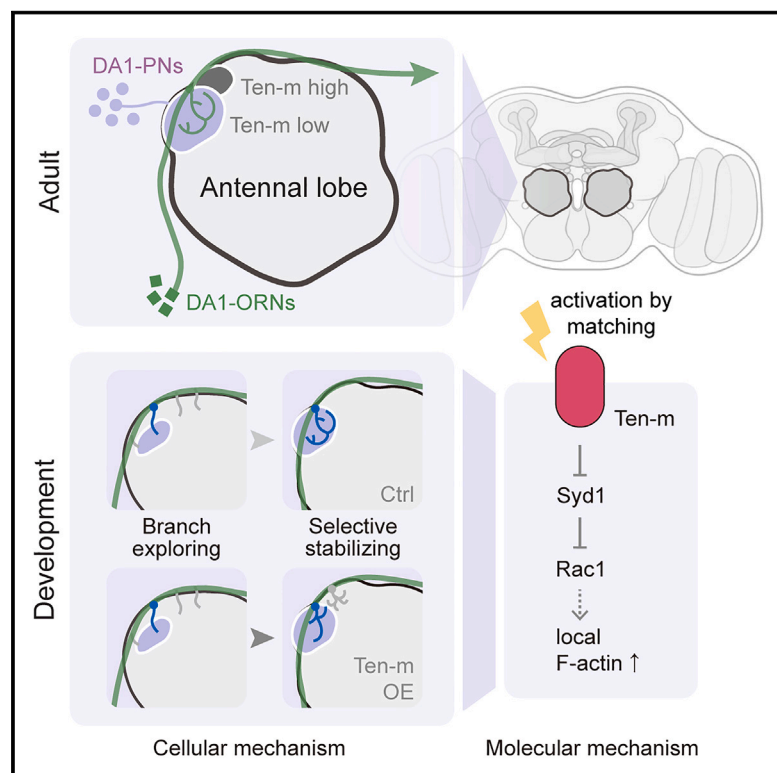 Adult
DA1-PNs
Ten-m high
Ten-m low
Antennal lobe
DA1-ORNs
activation by
matching
Ten-m
Syd1
Rac1
local
F-actin ↑
Molecular mechanism
Development
Ctrl
Branch
exploring
Selective
stabilizing
Ten-m
OE
Cellular mechanism